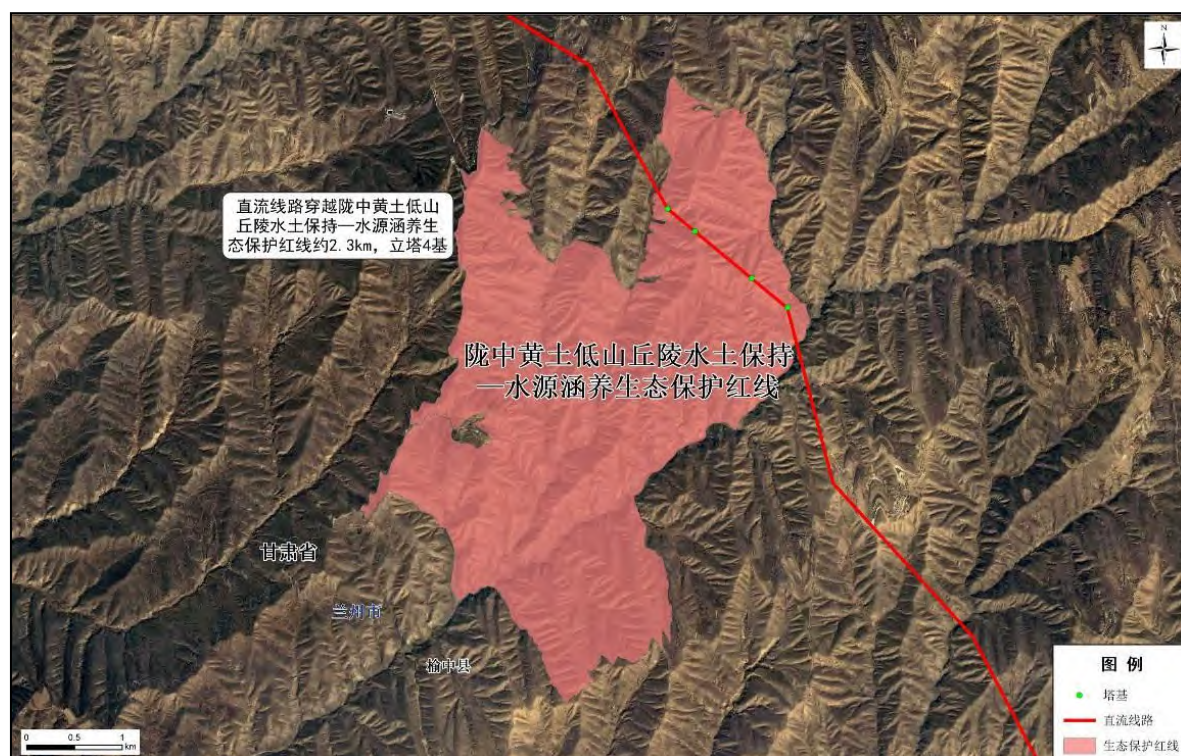 N
直流线路穿越陇中黄土低山
丘陵水土保持—水源涵养生
态保护红线约2.3km，立塔4基
陇中黄土低山丘陵水土保持
—水源涵养生态保护红线
甘肃省
兰州市
榆中县
图 例
塔基
直流线路
生态保护红线
0 0.5 1
km